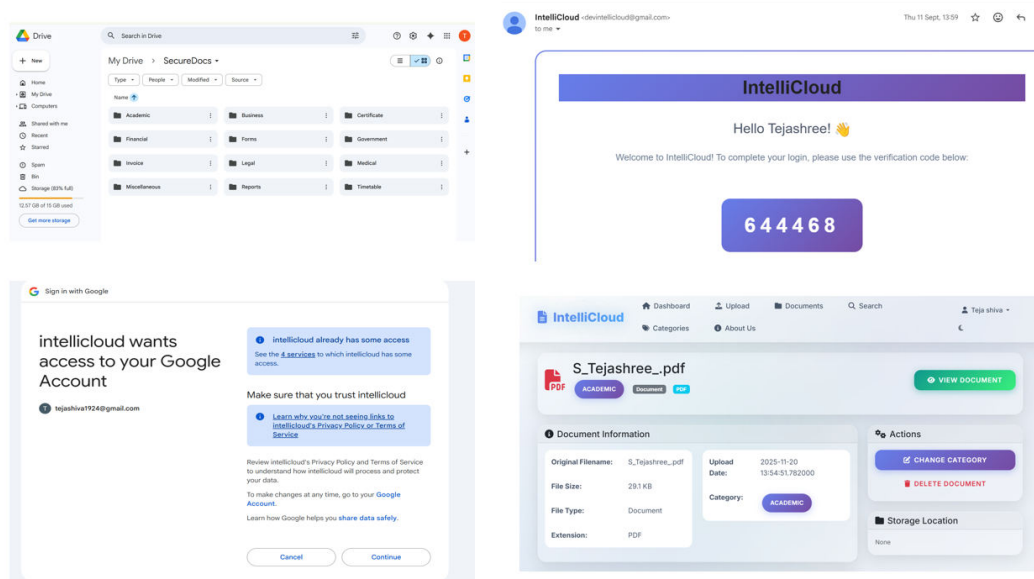 Drive
Search in Drive
T
New
My Drive > SecureDocs
Type
People
Modified
Source
Name
Home
My Drive
Computers
Shared with me
Recent
Starred
Spam
Bin
Storage (83% full)
12.57 GB of 15 GB used
Get more storage
Academic
Business
Certificate
Financial
Forms
Government
Invoice
Legal
Medical
Miscellaneous
Reports
Timetable
IntelliCloud <devintellicloud@gmail.com>
Thu 11 Sept, 13:59
to me
IntelliCloud
Hello Tejashree! 👋
Welcome to IntelliCloud! To complete your login, please use the verification code below:
644468
Sign in with Google
intellicloud wants
access to your Google
Account
T tejashiva1924@gmail.com
intellicloud already has some access
See the 4 services to which intellicloud has some
access.
Make sure that you trust intellicloud
Learn why you're not seeing links to
intellicloud's Privacy Policy or Terms of
Service
Review intellicloud's Privacy Policy and Terms of Service
to understand how intellicloud will process and protect
your data.
To make changes at any time, go to your Google
Account.
Learn how Google helps you share data safely.
Cancel
Continue
IntelliCloud
Dashboard
Upload
Documents
Search
Categories
About Us
Teja shiva
PDF
S_Tejashree_.pdf
ACADEMIC
Document
PDF
VIEW DOCUMENT
Document Information
Original Filename: S_Tejashree_.pdf
File Size: 29.1 KB
File Type: Document
Extension: PDF
Upload Date: 2025-11-20
13:54:51.782000
Category: ACADEMIC
Actions
CHANGE CATEGORY
DELETE DOCUMENT
Storage Location
None